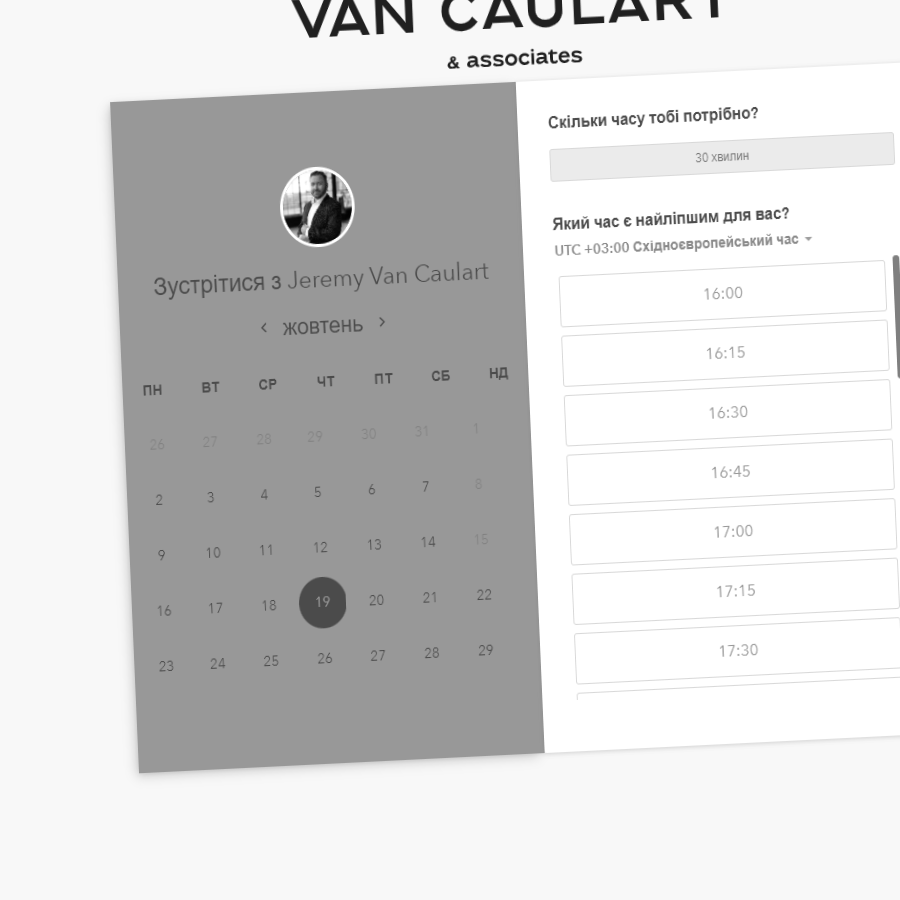 VAN CAULART
& associates
Зустрітися з Jeremy Van Caulart
‹ жовтень ›
ПН ВТ СР ЧТ ПТ СБ НД
26 27 28 29 30 31 1
2 3 4 5 6 7 8
9 10 11 12 13 14 15
16 17 18 19 20 21 22
23 24 25 26 27 28 29
Скільки часу тобі потрібно?
30 хвилин
Який час є найліпшим для вас?
UTC +03:00 Східноєвропейський час
16:00
16:15
16:30
16:45
17:00
17:15
17:30